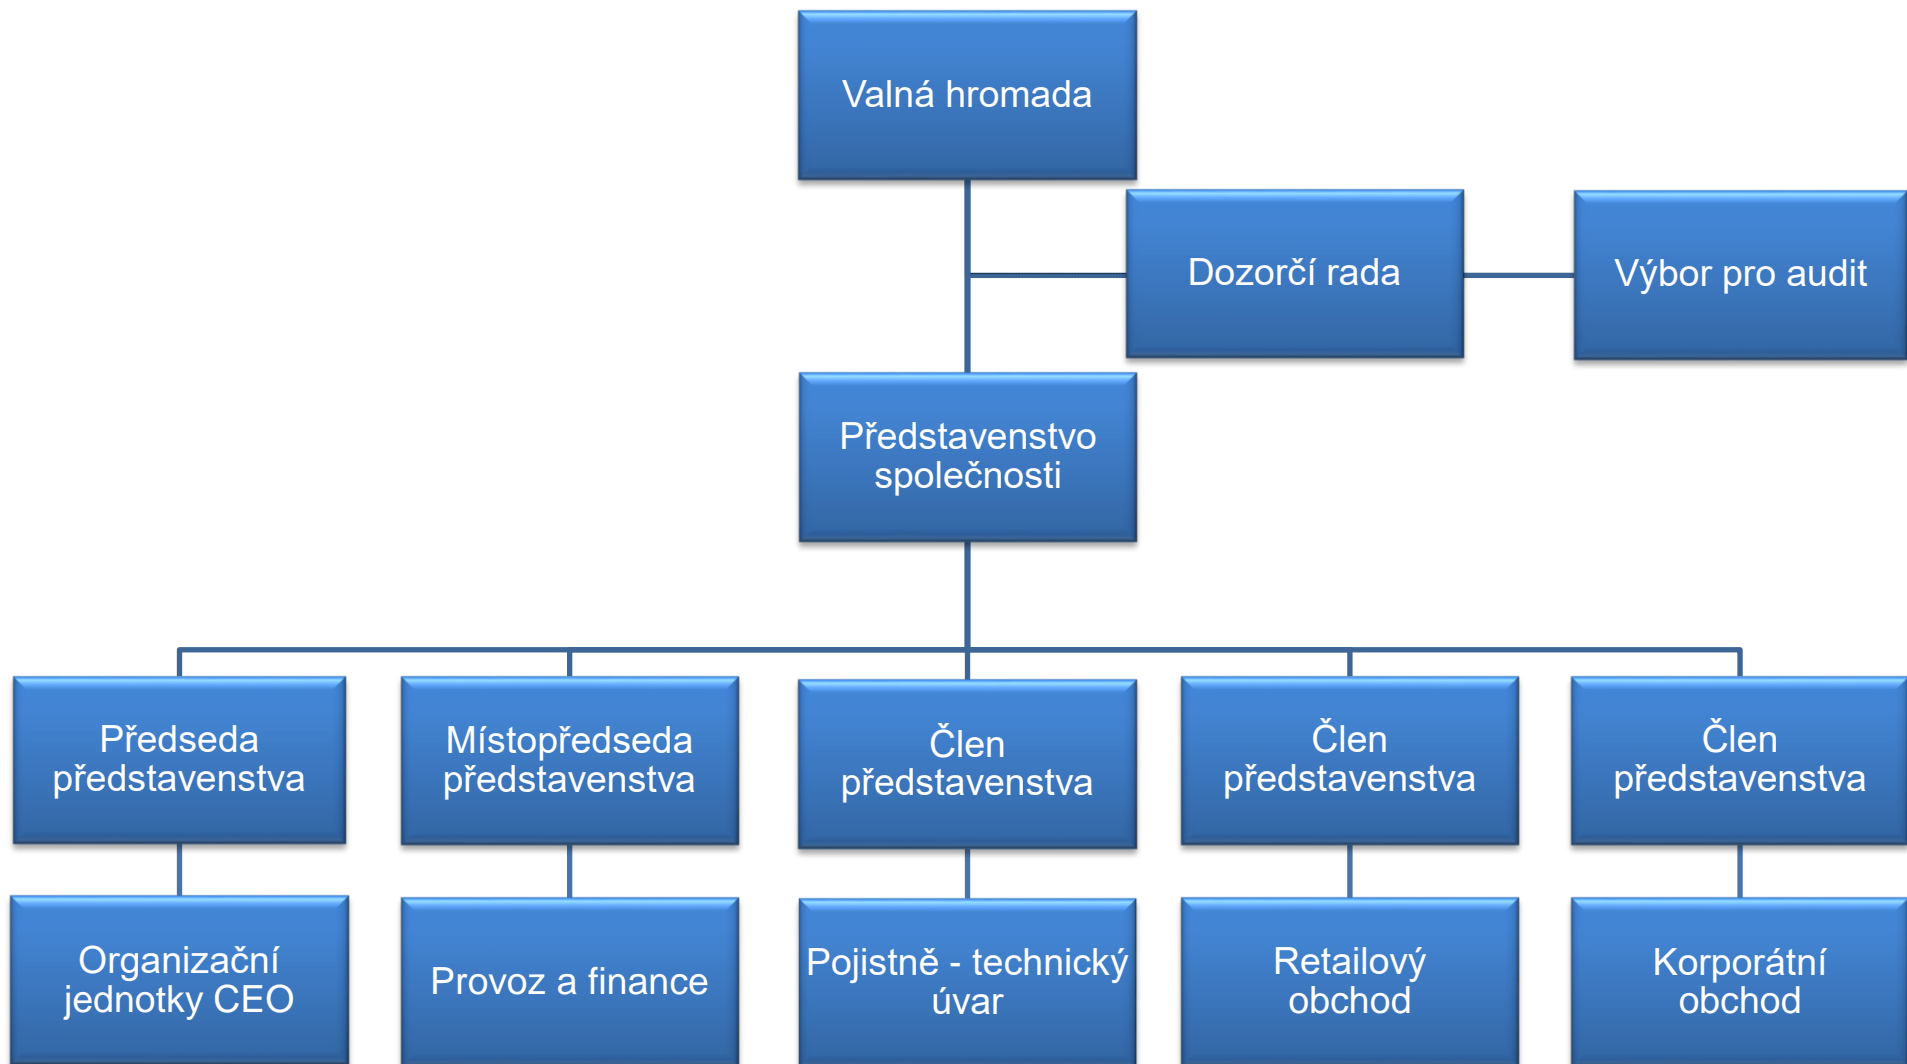 Valná hromada
Dozorčí rada
Výbor pro audit
Představenstvo
společnosti
Předseda
představenstva
Místopředseda
představenstva
Člen
představenstva
Člen
představenstva
Člen
představenstva
Organizační
jednotky CEO
Provoz a finance
Pojistně - technický
úvar
Retailový
obchod
Korporátní
obchod